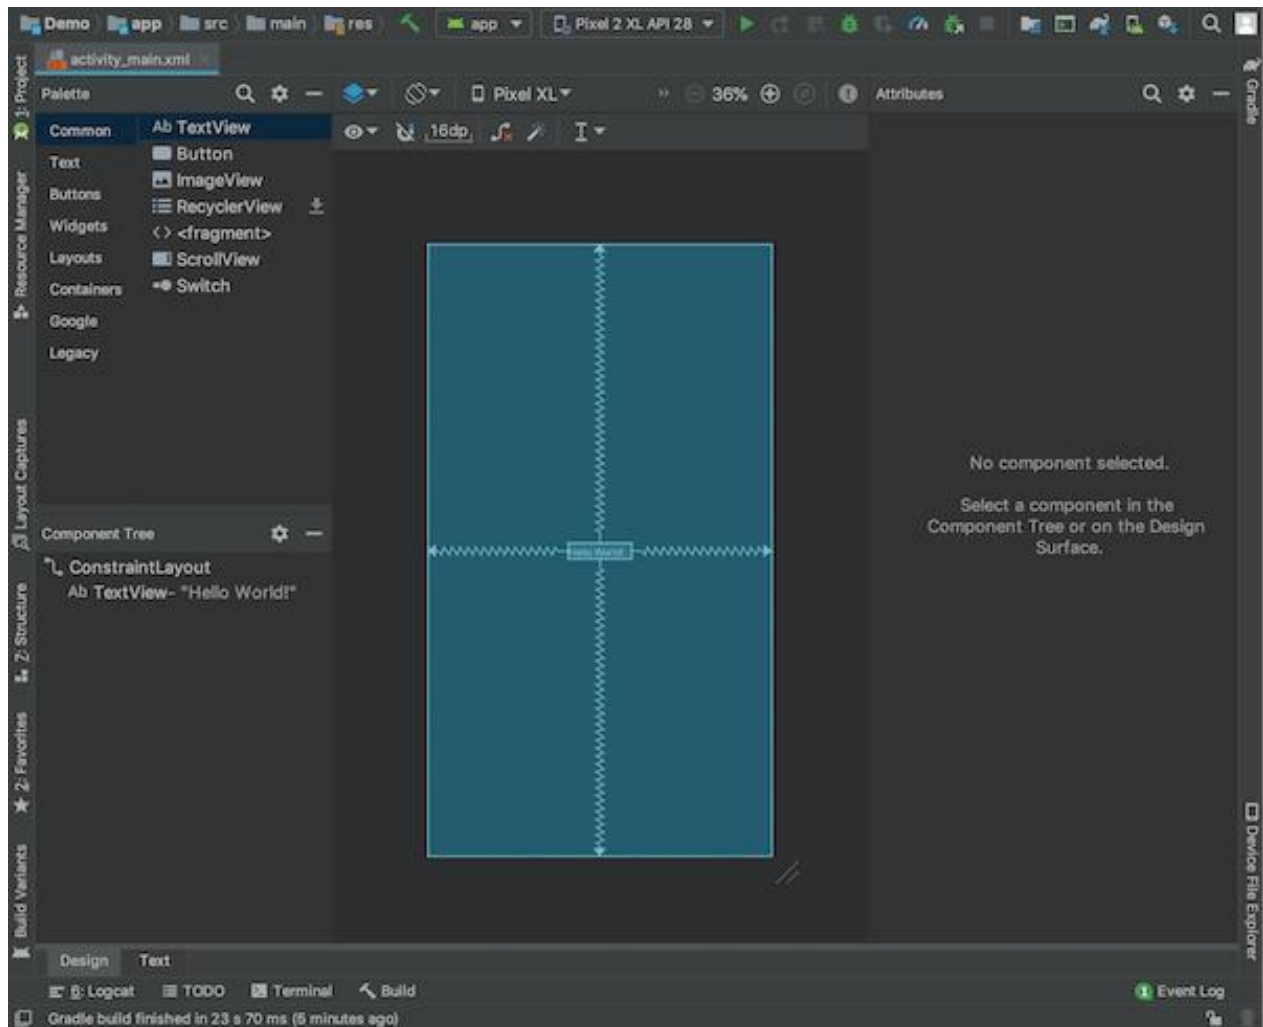 Demo app src main res app Pixel 2 XL API 28
activity_main.xml
Palette
Pixel XL 36%
Attributes
16dp
Common
Text
Buttons
Widgets
Layouts
Containers
Google
Legacy
Ab TextView
Button
ImageView
RecyclerView
<> <fragment>
ScrollView
Switch
Component Tree
ConstraintLayout
Ab TextView- "Hello World!"
Hello World!
No component selected.
Select a component in the
Component Tree or on the Design
Surface.
1: Project
Resource Manager
Layout Captures
7: Structure
2: Favorites
Build Variants
Gradle
Device File Explorer
Design Text
6: Logcat TODO Terminal Build 1 Event Log
Gradle build finished in 23 s 70 ms (5 minutes ago)